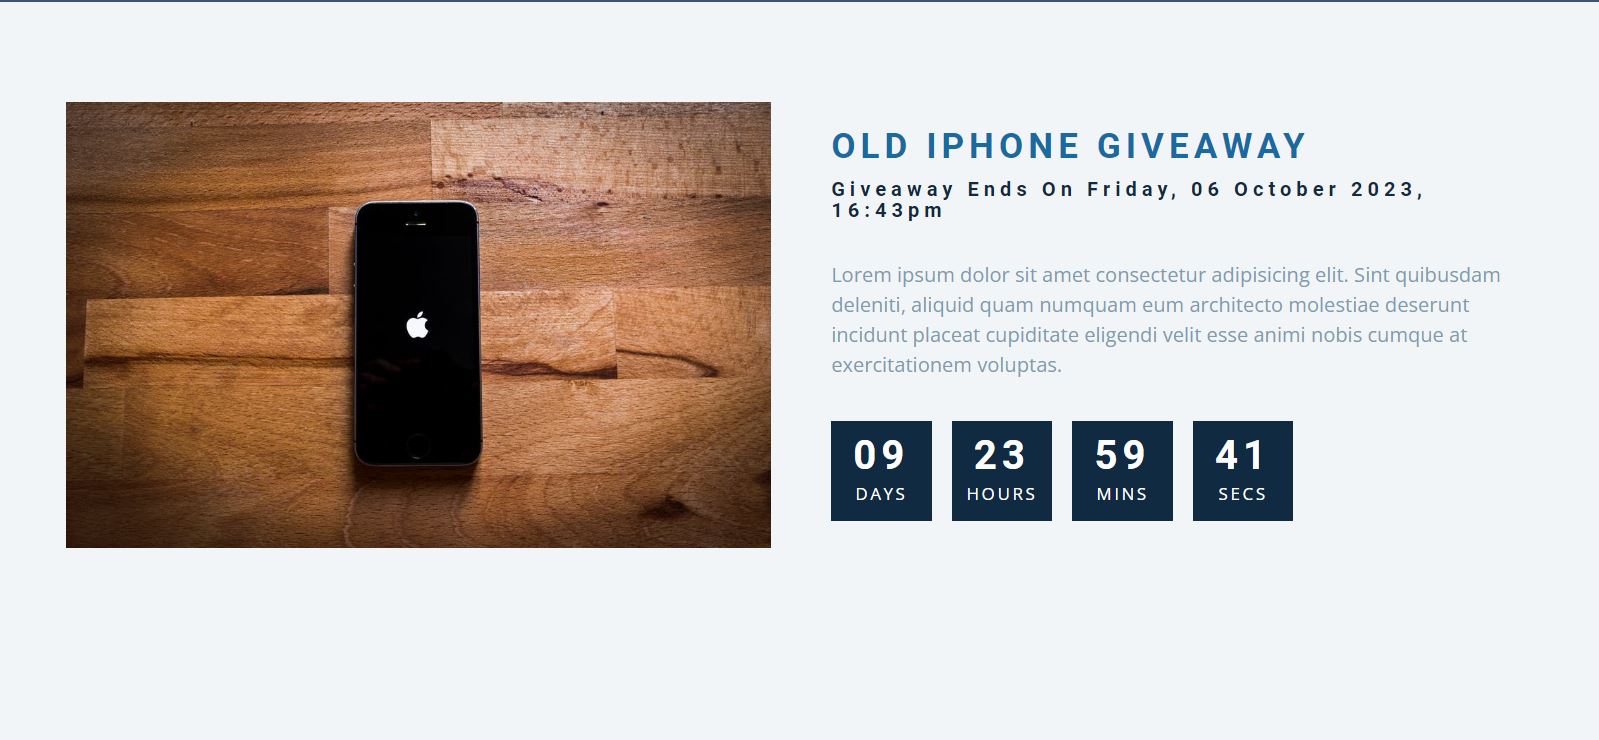 OLD IPHONE GIVEAWAY
Giveaway Ends On Friday, 06 October 2023,
16:43pm
Lorem ipsum dolor sit amet consectetur adipisicing elit. Sint quibusdam
deleniti, aliquid quam numquam eum architecto molestiae deserunt
incidunt placeat cupiditate eligendi velit esse animi nobis cumque at
exercitationem voluptas.
09 23 59 41
DAYS HOURS MINS SECS